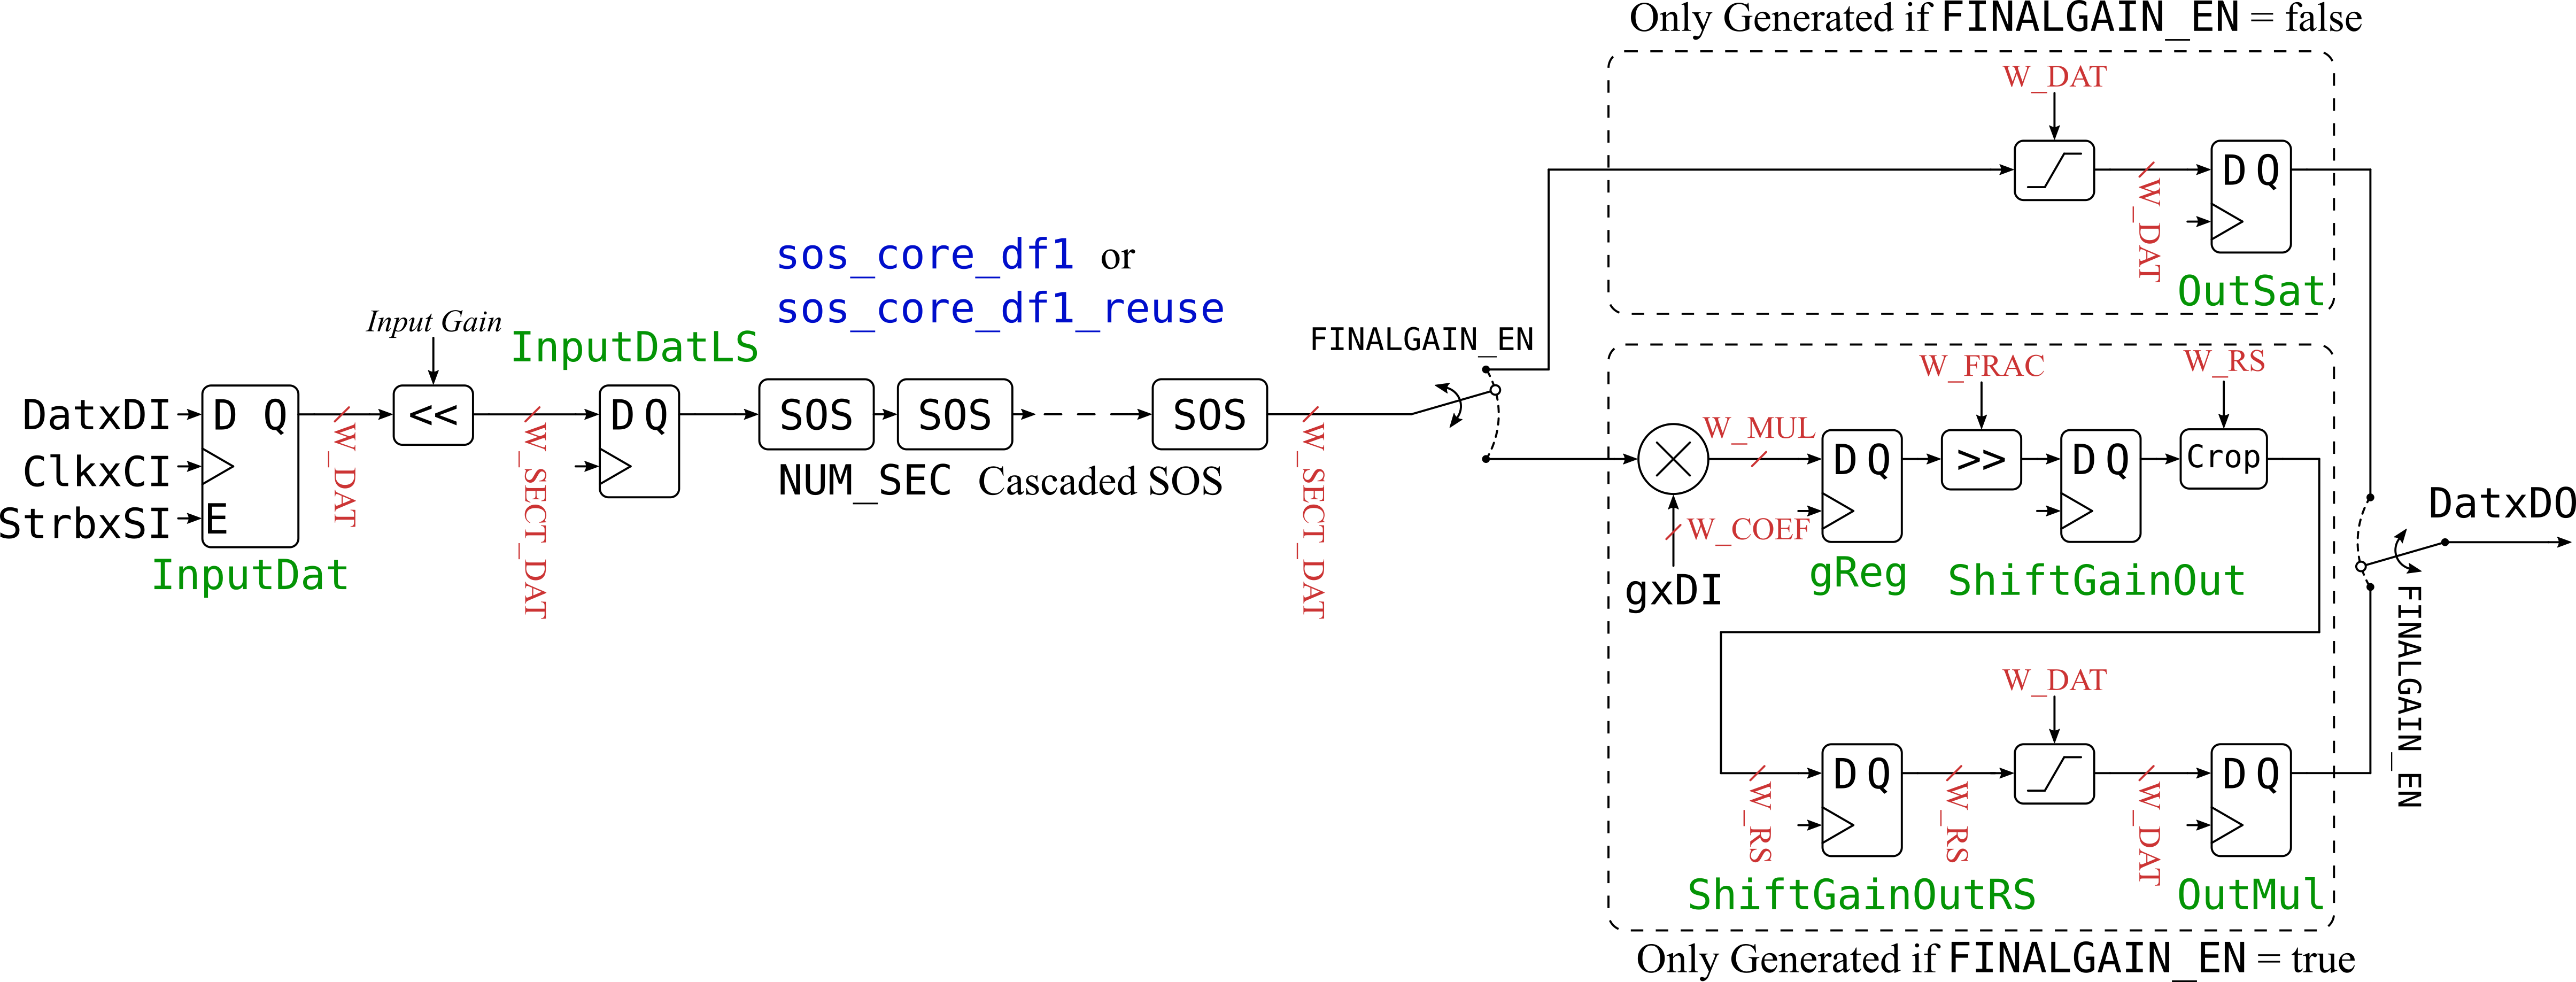 Only Generated if FINALGAIN_EN = false
W_DAT
D Q
W_DAT
OutSat
sos_core_df1 or
sos_core_df1_reuse
Input Gain
InputDatLS
FINALGAIN_EN
DatxDI
ClkxCI
StrbxSI
D Q
E
InputDat
W_DAT
<<
W_SECT_DAT
D Q
SOS
SOS
SOS
NUM_SEC Cascaded SOS
W_SECT_DAT
W_FRAC
W_RS
W_MUL
D Q
>>
D Q
Crop
W_COEF
gxDI
gReg
ShiftGainOut
DatxDO
FINALGAIN_EN
W_DAT
W_RS
D Q
W_RS
W_DAT
D Q
ShiftGainOutRS
OutMul
Only Generated if FINALGAIN_EN = true